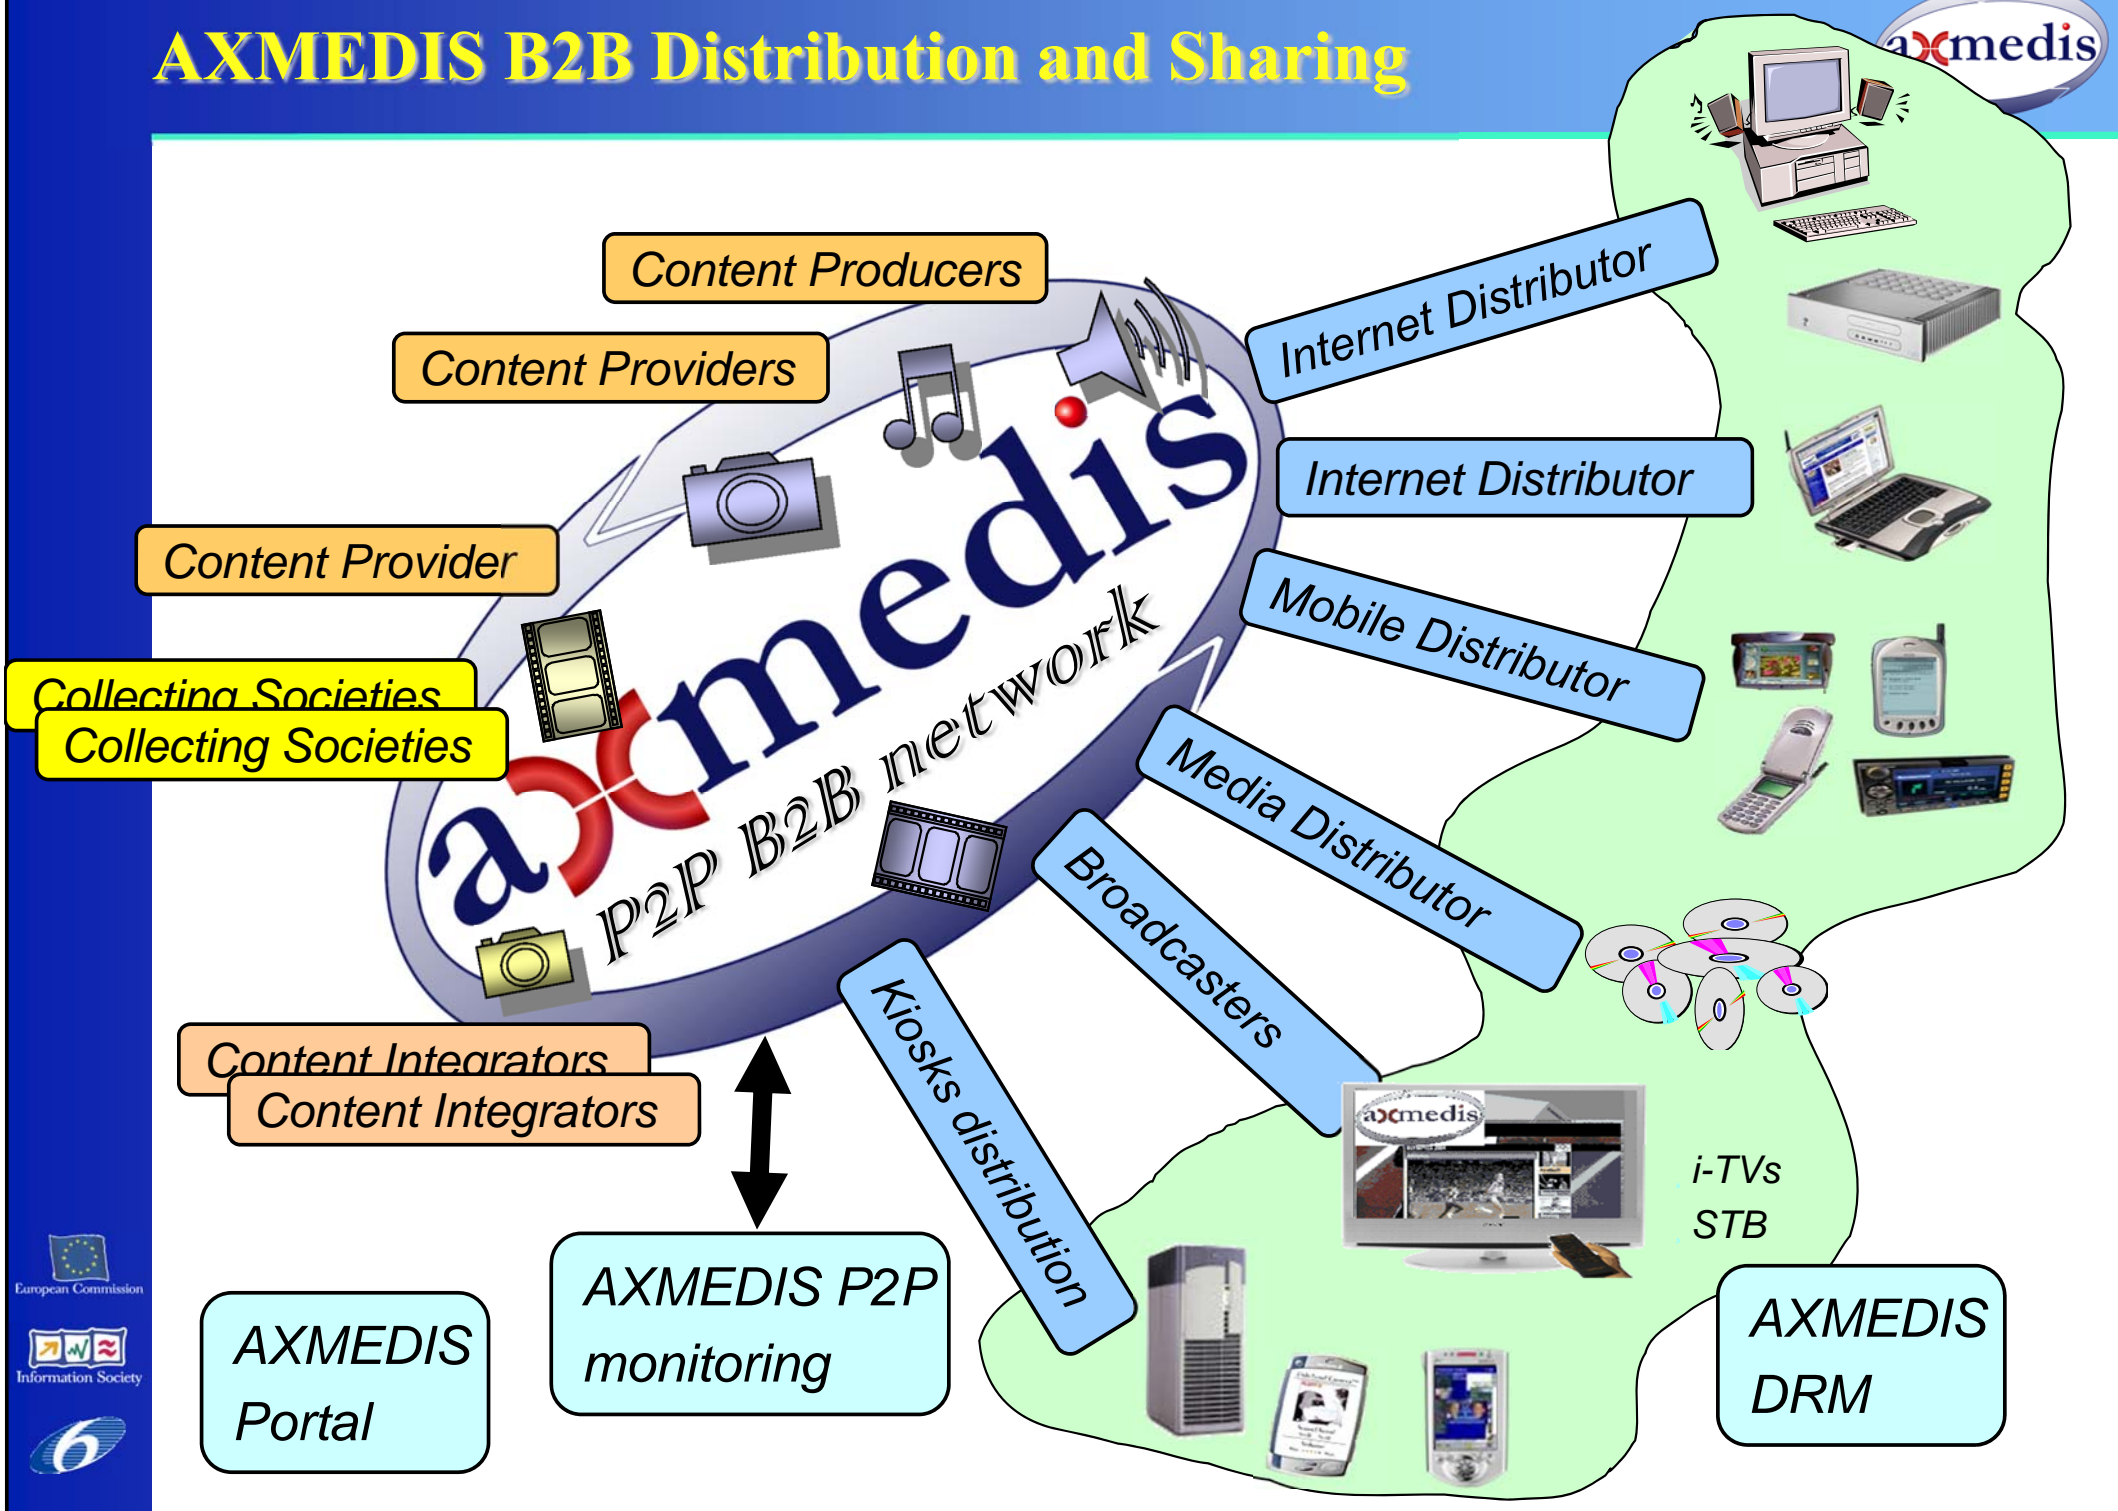 AXMEDIS B2B Distribution and Sharing
axmedis
Content Producers
Content Providers
Content Provider
Collecting Societies
Collecting Societies
Content Integrators
Content Integrators
axmedis
P2P B2B network
Internet Distributor
Internet Distributor
Mobile Distributor
Media Distributor
Broadcasters
Kiosks distribution
axmedis
i-TVs
STB
AXMEDIS
Portal
AXMEDIS P2P
monitoring
AXMEDIS
DRM
European Commission
Information Society
6